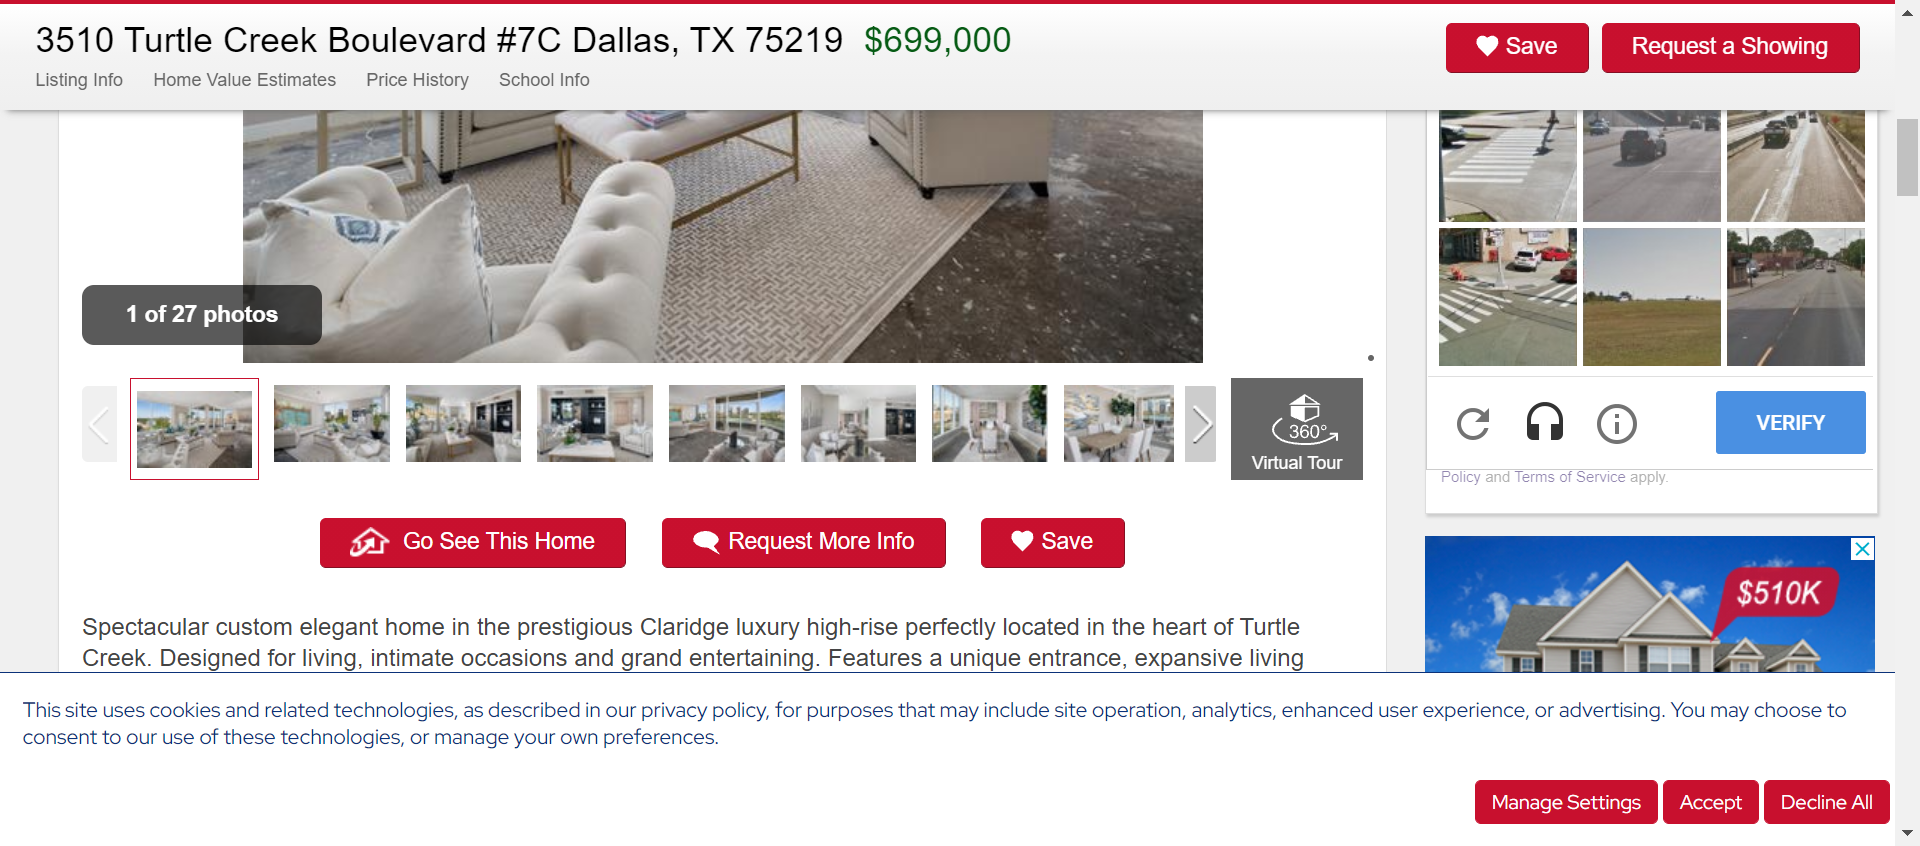 3510 Turtle Creek Boulevard #7C Dallas, TX 75219 $699,000
Save
Request a Showing
Listing Info
Home Value Estimates
Price History
School Info
1 of 27 photos
360°
Virtual Tour
VERIFY
Policy and Terms of Service apply.
Go See This Home
Request More Info
Save
$510K
Spectacular custom elegant home in the prestigious Claridge luxury high-rise perfectly located in the heart of Turtle
Creek. Designed for living, intimate occasions and grand entertaining. Features a unique entrance, expansive living
This site uses cookies and related technologies, as described in our privacy policy, for purposes that may include site operation, analytics, enhanced user experience, or advertising. You may choose to
consent to our use of these technologies, or manage your own preferences.
Manage Settings
Accept
Decline All